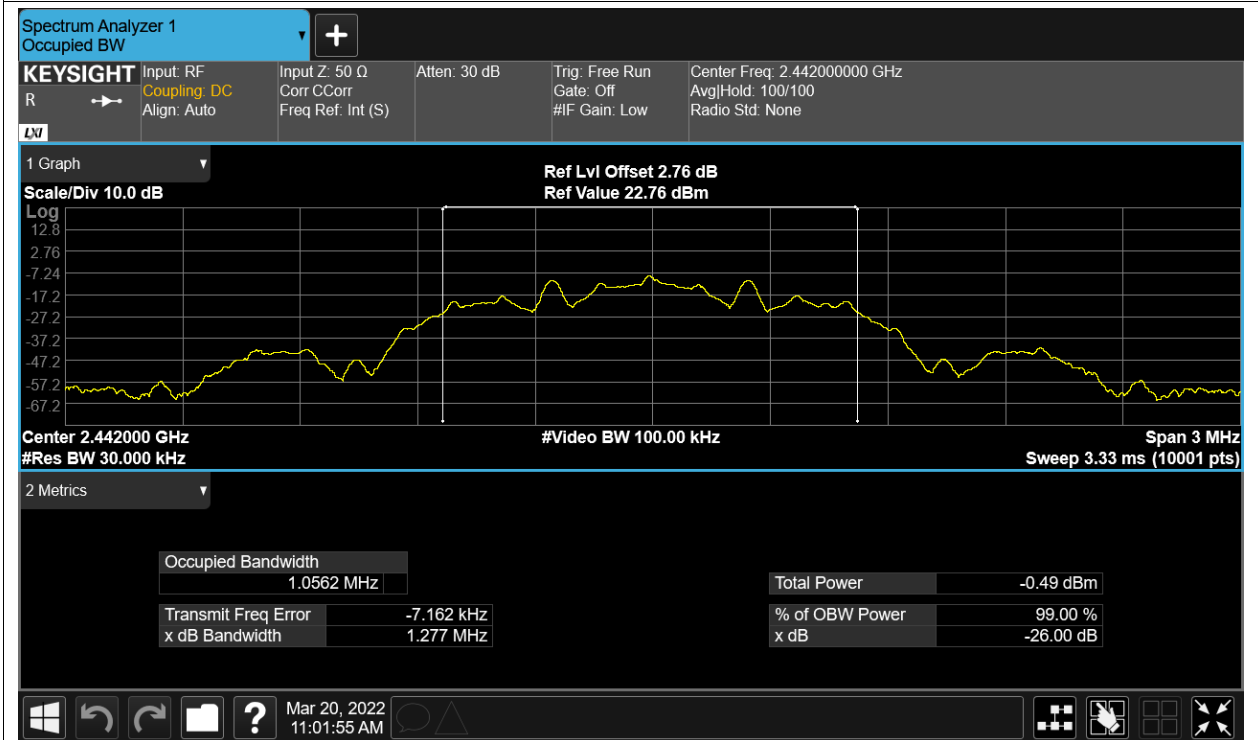 Spectrum Analyzer 1
Occupied BW
KEYSIGHT
R
LXI
Input: RF
Coupling: DC
Align: Auto
Input Z: 50 Ω
Corr CCorr
Freq Ref: Int (S)
Atten: 30 dB
Trig: Free Run
Gate: Off
#IF Gain: Low
Center Freq: 2.442000000 GHz
Avg|Hold: 100/100
Radio Std: None
1 Graph
Scale/Div 10.0 dB
Ref Lvl Offset 2.76 dB
Ref Value 22.76 dBm
Log
12.8
2.76
-7.24
-17.2
-27.2
-37.2
-47.2
-57.2
-67.2
Center 2.442000 GHz
#Res BW 30.000 kHz
#Video BW 100.00 kHz
Span 3 MHz
Sweep 3.33 ms (10001 pts)
2 Metrics
Occupied Bandwidth
1.0562 MHz
Transmit Freq Error -7.162 kHz
x dB Bandwidth 1.277 MHz
Total Power -0.49 dBm
% of OBW Power 99.00 %
x dB -26.00 dB
?
Mar 20, 2022
11:01:55 AM